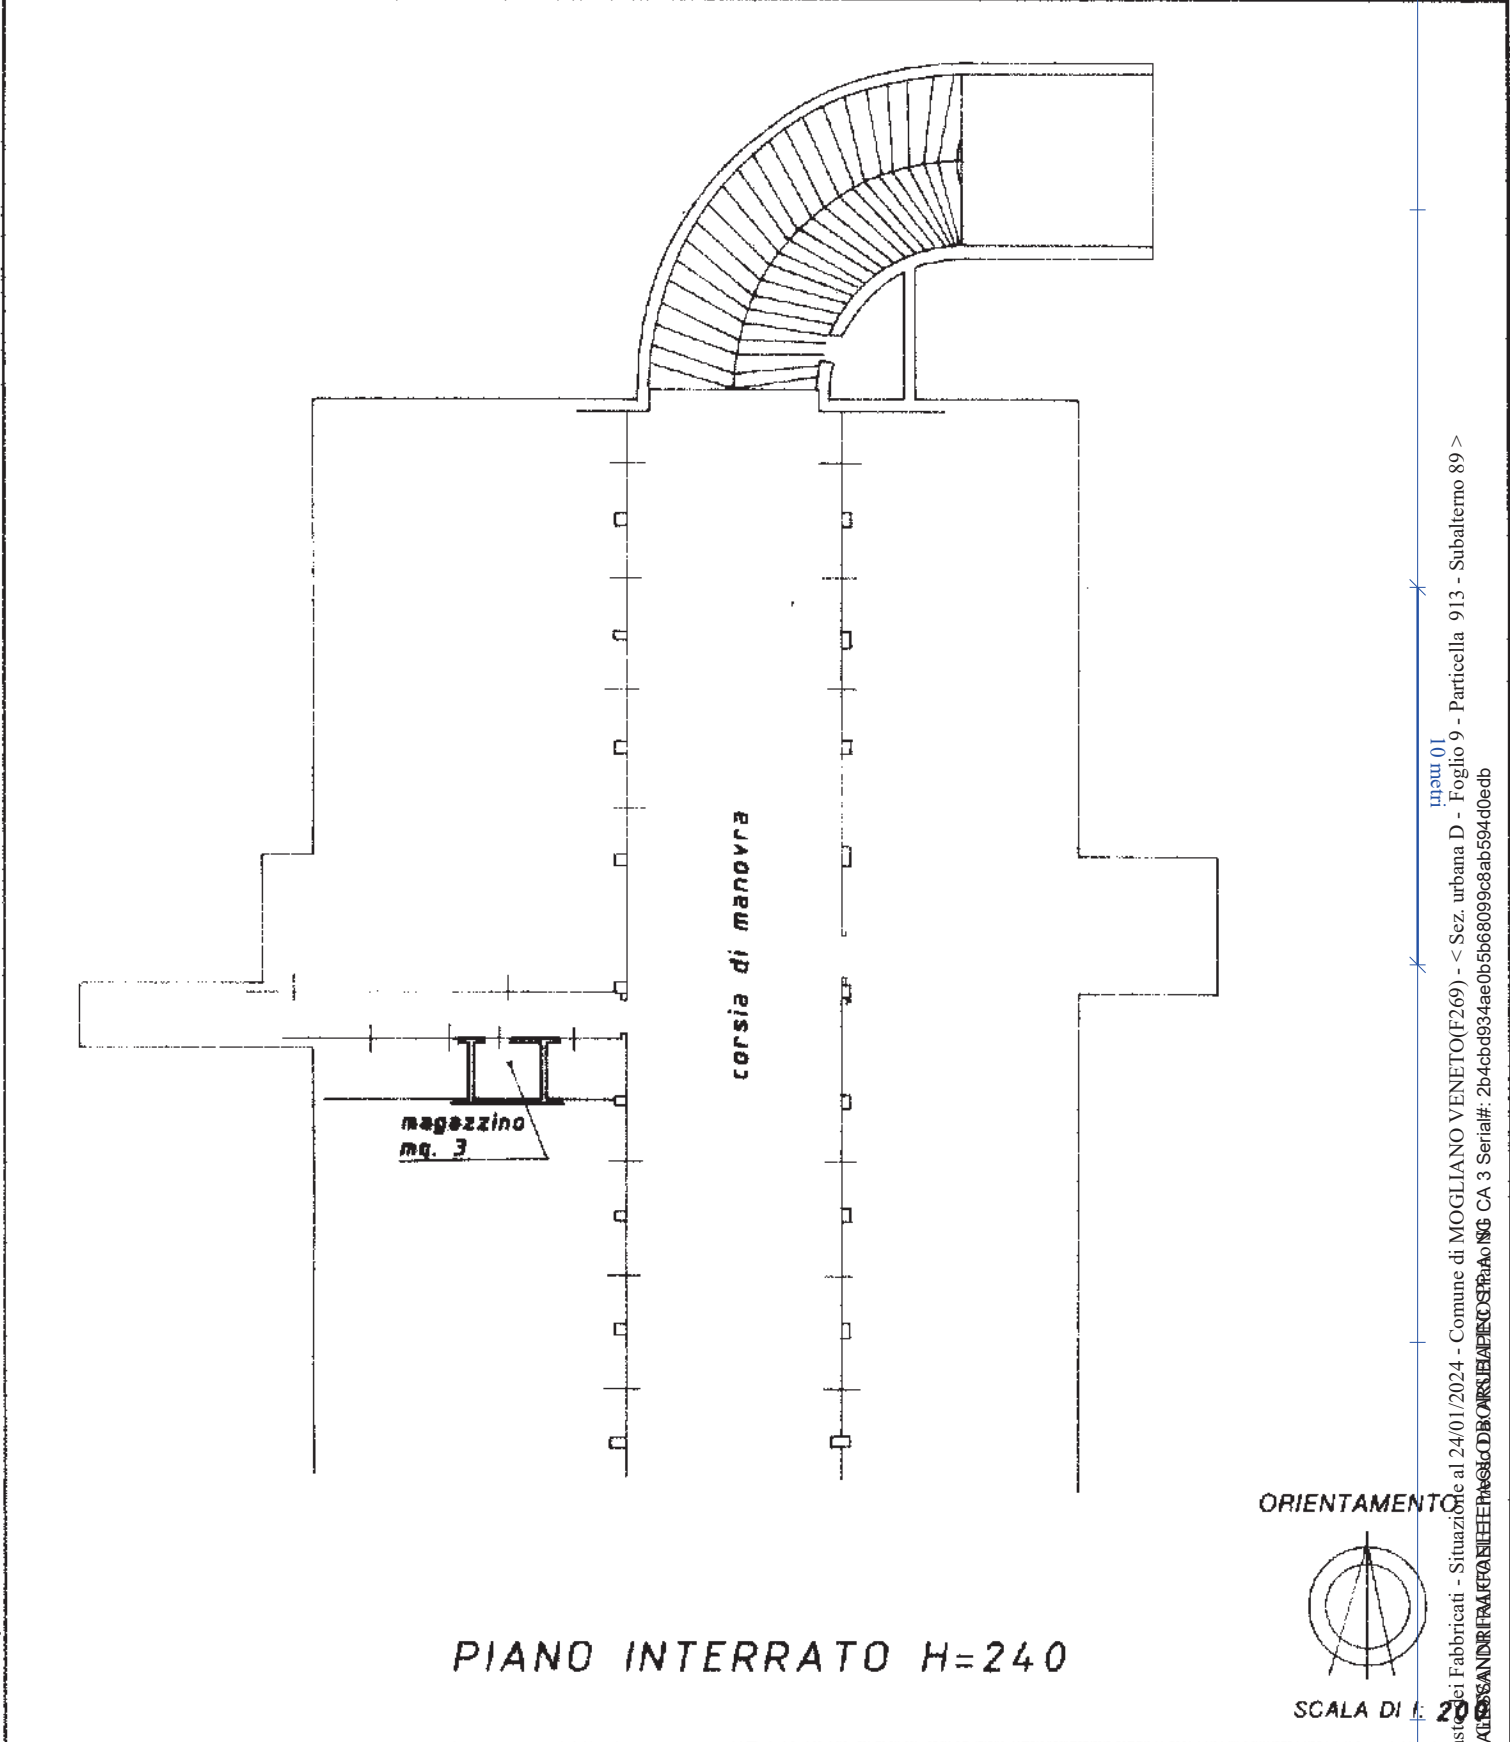 corsia di manovra
magazzino
mq. 3
ORIENTAMENTO
PIANO INTERRATO H=240
SCALA DI 1: 200
10 metri
dei Fabbricati - Situazione al 24/01/2024 - Comune di MOGLIANO VENETO(F269) - < Sez. urbana D - Foglio 9 - Particella 913 - Subalterno 89 >
CA 3 Serial#: 2b4cbd934ae0b5b68099c8ab594d0edb